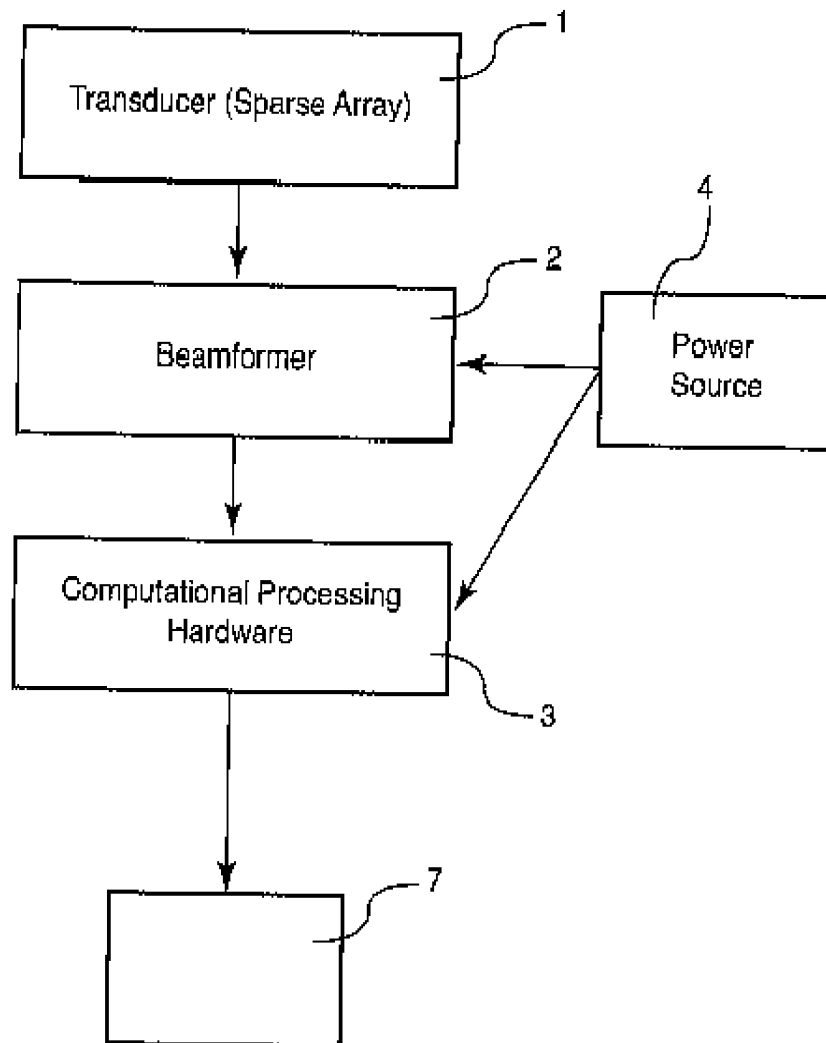 1
Transducer (Sparse Array)
4
2
Beamformer
Power
Source
Computational Processing
Hardware
3
7